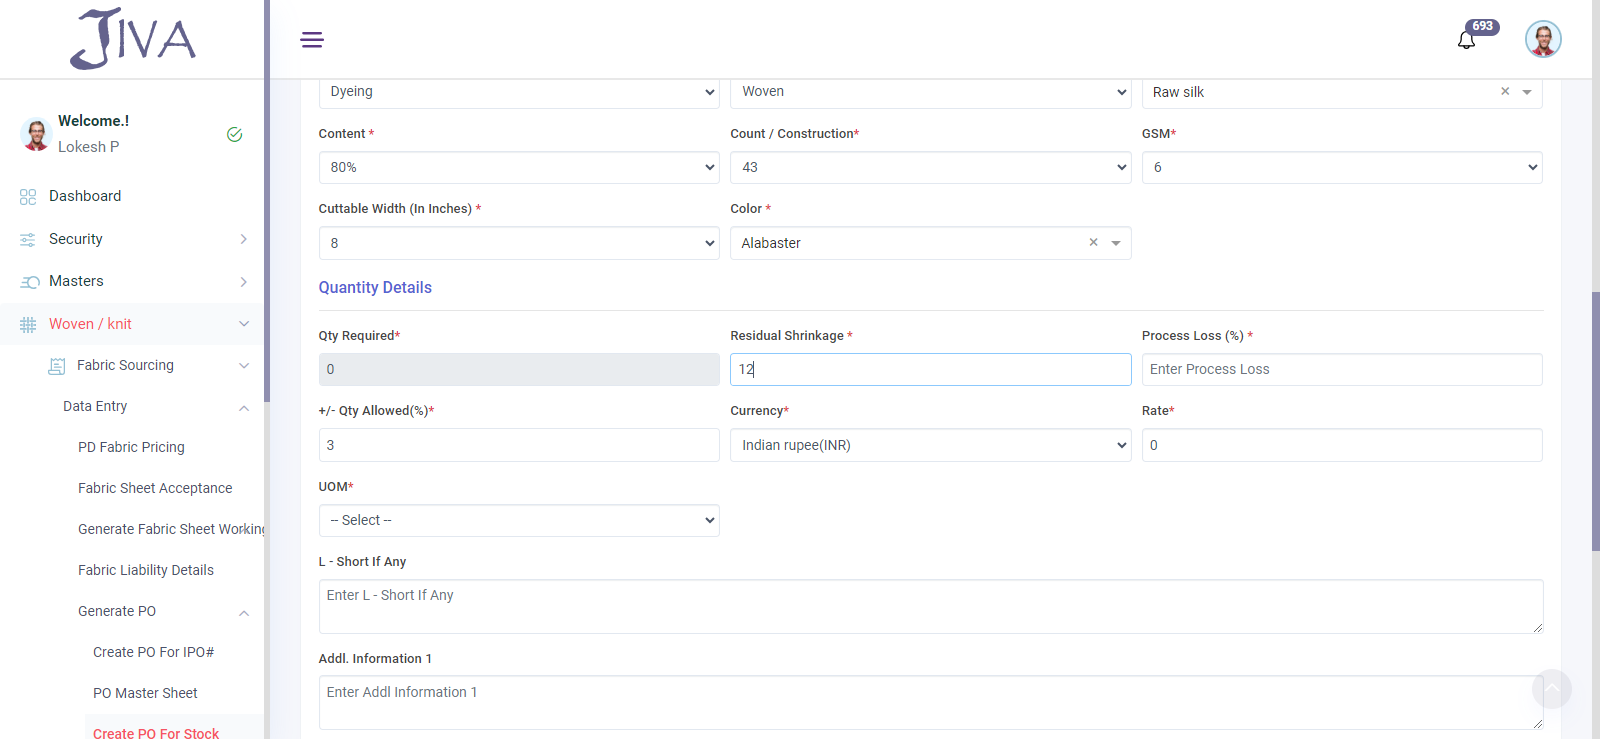 JIVA
693
Welcome.!
Lokesh P
Dashboard
Security
Masters
Woven / knit
Fabric Sourcing
Data Entry
PD Fabric Pricing
Fabric Sheet Acceptance
Generate Fabric Sheet Working
Fabric Liability Details
Generate PO
Create PO For IPO#
PO Master Sheet
Create PO For Stock
Dyeing Woven Raw silk × 
Content * Count / Construction* GSM*
80% 43 6
Cuttable Width (In Inches) * Color *
8 Alabaster ×
Quantity Details
Qty Required* Residual Shrinkage * Process Loss (%) *
0 12 Enter Process Loss
+/- Qty Allowed(%)* Currency* Rate*
3 Indian rupee(INR) 0
UOM*
-- Select --
L - Short If Any
Enter L - Short If Any
Addl. Information 1
Enter Addl Information 1